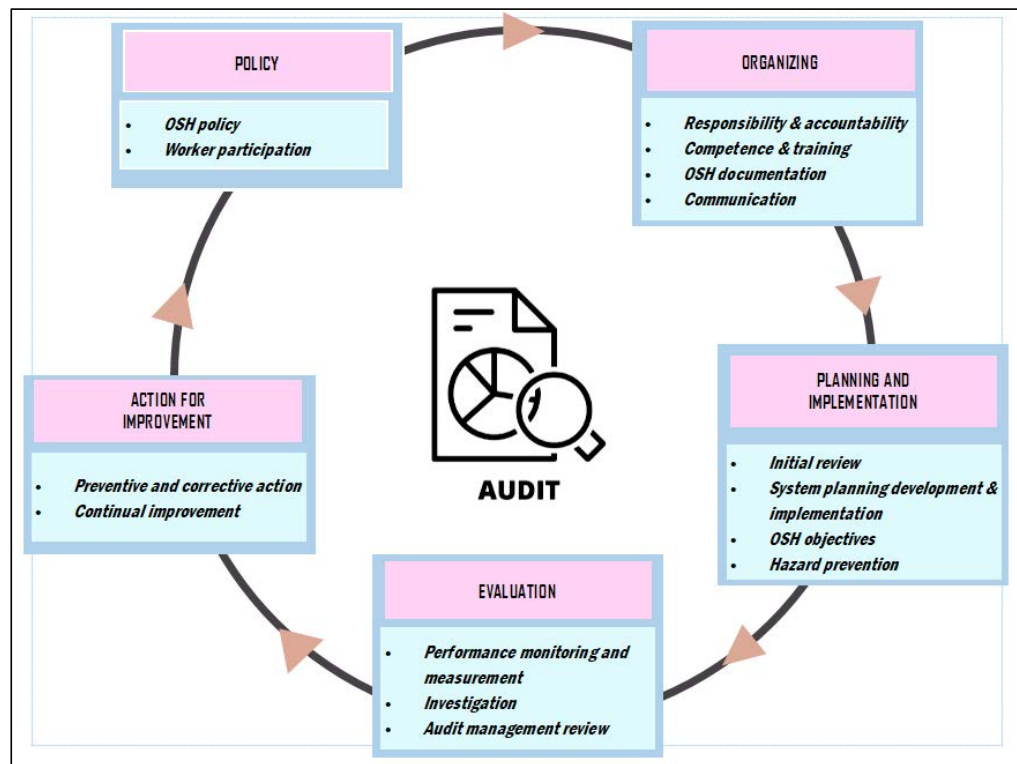 POLICY
• OSH policy
• Worker participation
ORGANIZING
• Responsibility & accountability
• Competence & training
• OSH documentation
• Communication
PLANNING AND
IMPLEMENTATION
• Initial review
• System planning development &
implementation
• OSH objectives
• Hazard prevention
EVALUATION
• Performance monitoring and
measurement
• Investigation
• Audit management review
ACTION FOR
IMPROVEMENT
• Preventive and corrective action
• Continual improvement
AUDIT